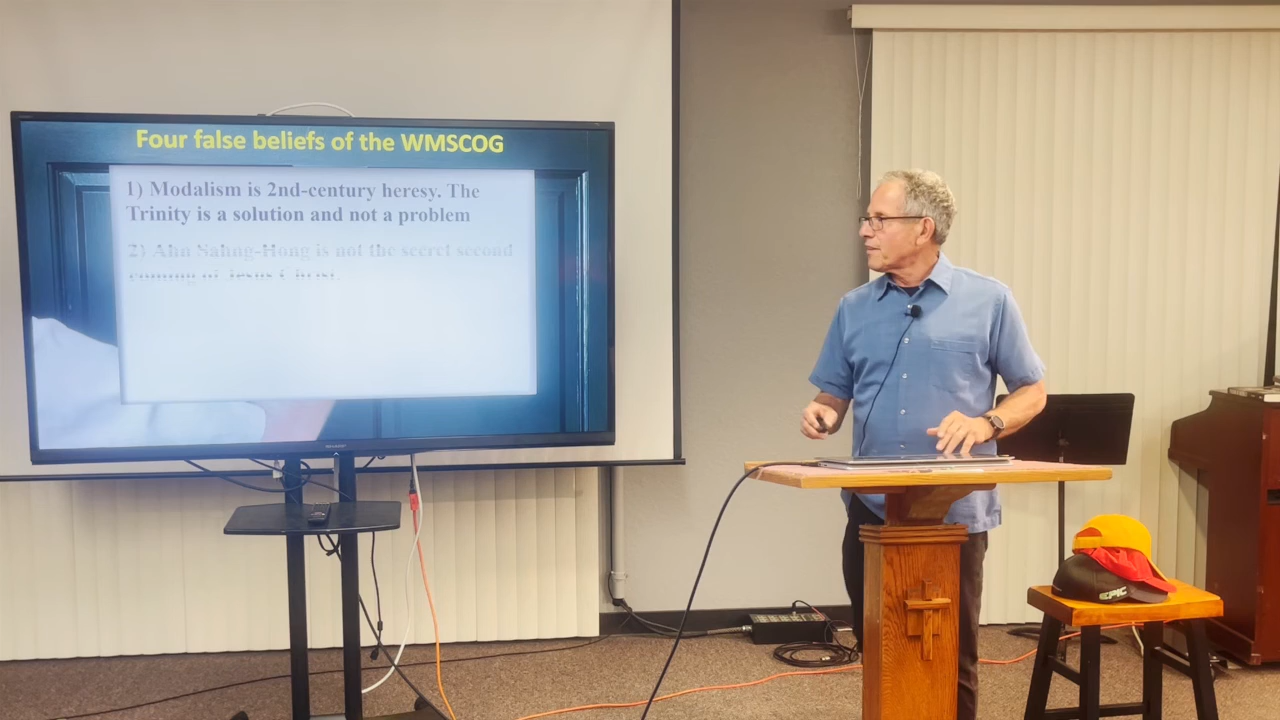 Four false beliefs of the WMSCOG
1) Modalism is 2nd-century heresy. The
Trinity is a solution and not a problem
2) Ahn Sahng-Hong is not the secret second
coming of Jesus Christ.
EPIC